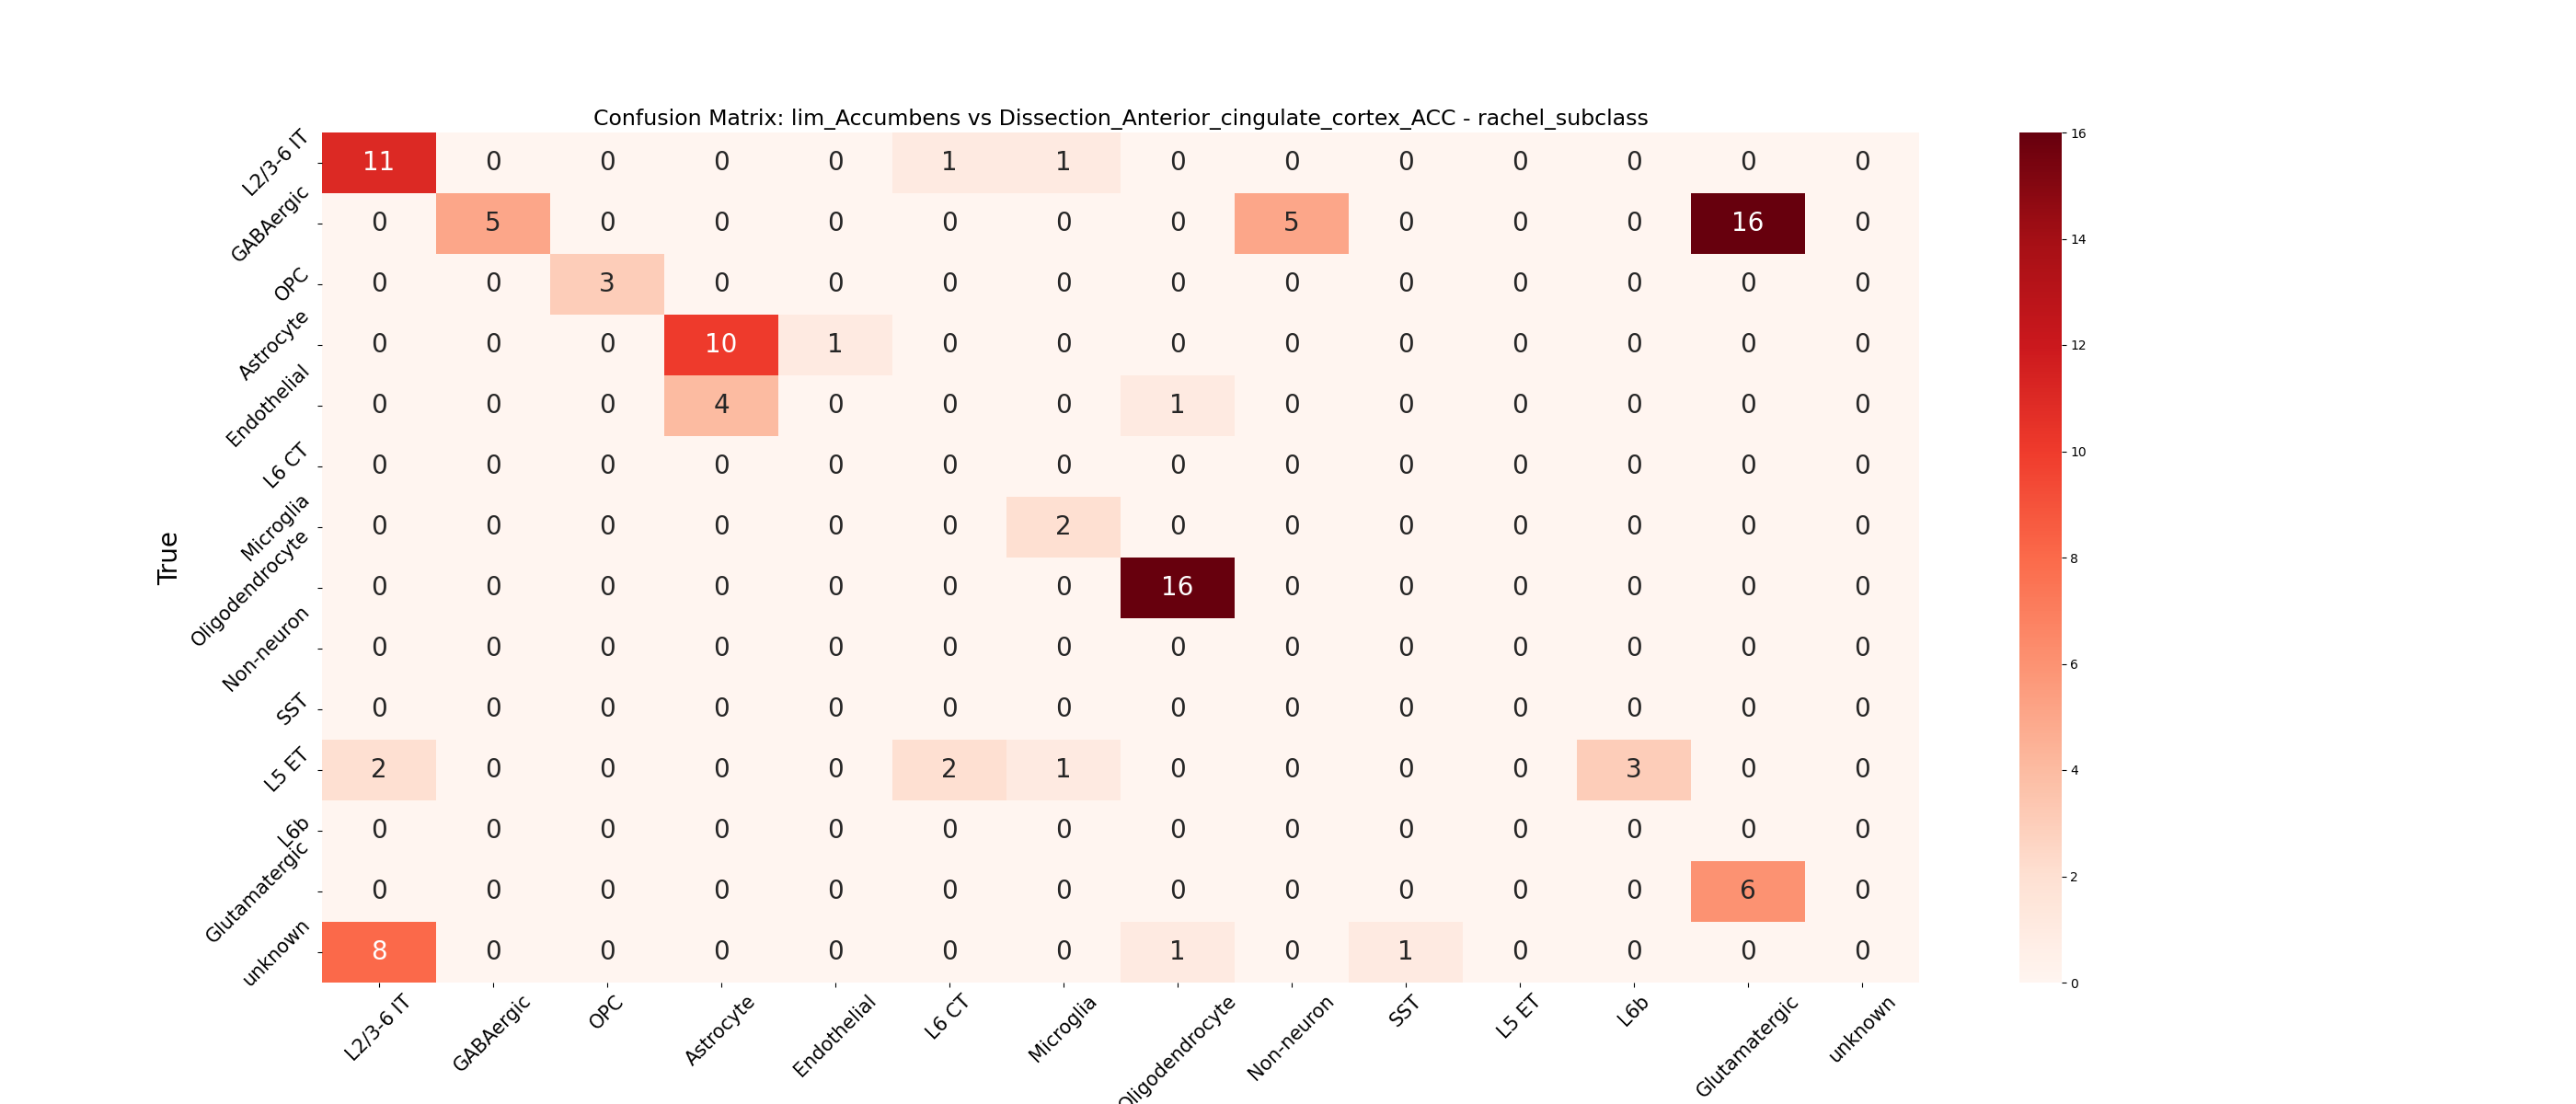 Confusion Matrix: lim_Accumbens vs Dissection_Anterior_cingulate_cortex_ACC - rachel_subclass
True
L2/3-6 IT 11 0 0 0 0 1 1 0 0 0 0 0 0 0
GABAergic 0 5 0 0 0 0 0 0 5 0 0 0 16 0
OPC 0 0 3 0 0 0 0 0 0 0 0 0 0 0
Astrocyte 0 0 0 10 1 0 0 0 0 0 0 0 0 0
Endothelial 0 0 0 4 0 0 0 1 0 0 0 0 0 0
L6 CT 0 0 0 0 0 0 0 0 0 0 0 0 0 0
Microglia 0 0 0 0 0 0 2 0 0 0 0 0 0 0
Oligodendrocyte 0 0 0 0 0 0 0 16 0 0 0 0 0 0
Non-neuron 0 0 0 0 0 0 0 0 0 0 0 0 0 0
SST 0 0 0 0 0 0 0 0 0 0 0 0 0 0
L5 ET 2 0 0 0 0 2 1 0 0 0 0 3 0 0
L6b 0 0 0 0 0 0 0 0 0 0 0 0 0 0
Glutamatergic 0 0 0 0 0 0 0 0 0 0 0 0 6 0
unknown 8 0 0 0 0 0 0 1 0 1 0 0 0 0
L2/3-6 IT GABAergic OPC Astrocyte Endothelial L6 CT Microglia Oligodendrocyte Non-neuron SST L5 ET L6b Glutamatergic unknown
16
14
12
10
8
6
4
2
0